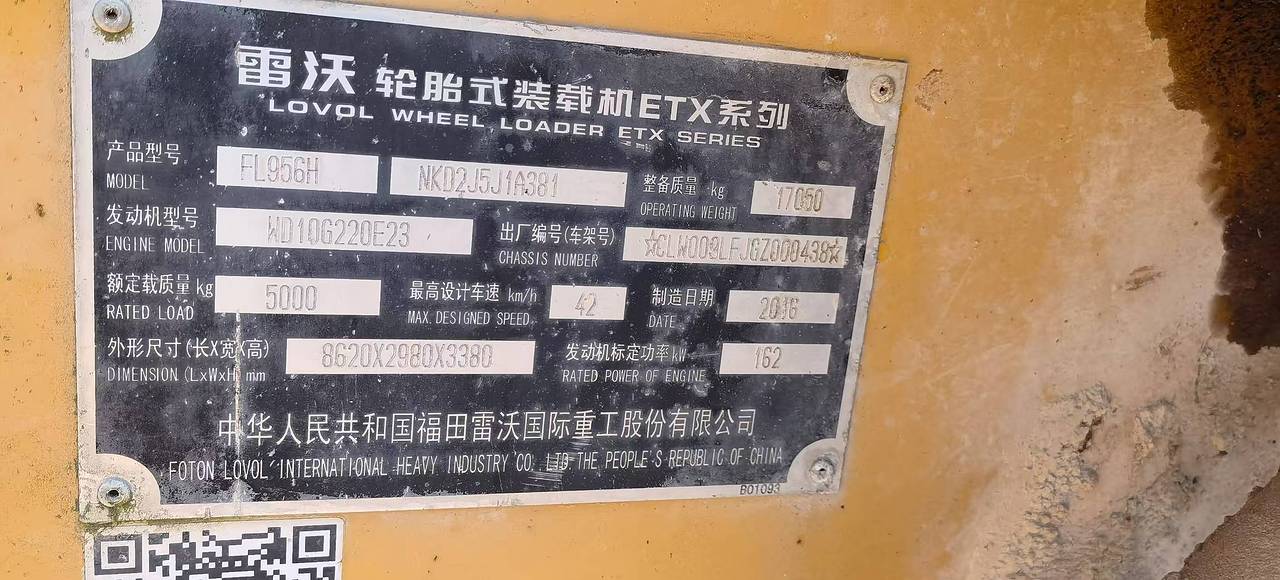 雷沃 轮胎式装载机ETX系列
LOVOL WHEEL LOADER ETX SERIES
产品型号 FL956H NKD2J5J1A381 整备质量 kg 17050
MODEL OPERATING WEIGHT
发动机型号 WD10G220E23 出厂编号(车架号) ☆CLW009LFJGZ000438☆
ENGINE MODEL CHASSIS NUMBER
额定载质量 kg 5000 最高设计车速 km/h 42 制造日期 2016
RATED LOAD MAX.DESIGNED SPEED DATE
外形尺寸(长X宽X高) 8620X2980X3380 发动机标定功率kW 162
DIMENSION (LxWxH) mm RATED POWER OF ENGINE
中华人民共和国福田雷沃国际重工股份有限公司
FOTON LOVOL INTERNATIONAL HEAVY INDUSTRY CO.,LTD.THE PEOPLE'S REPUBLIC OF CHINA
B01093